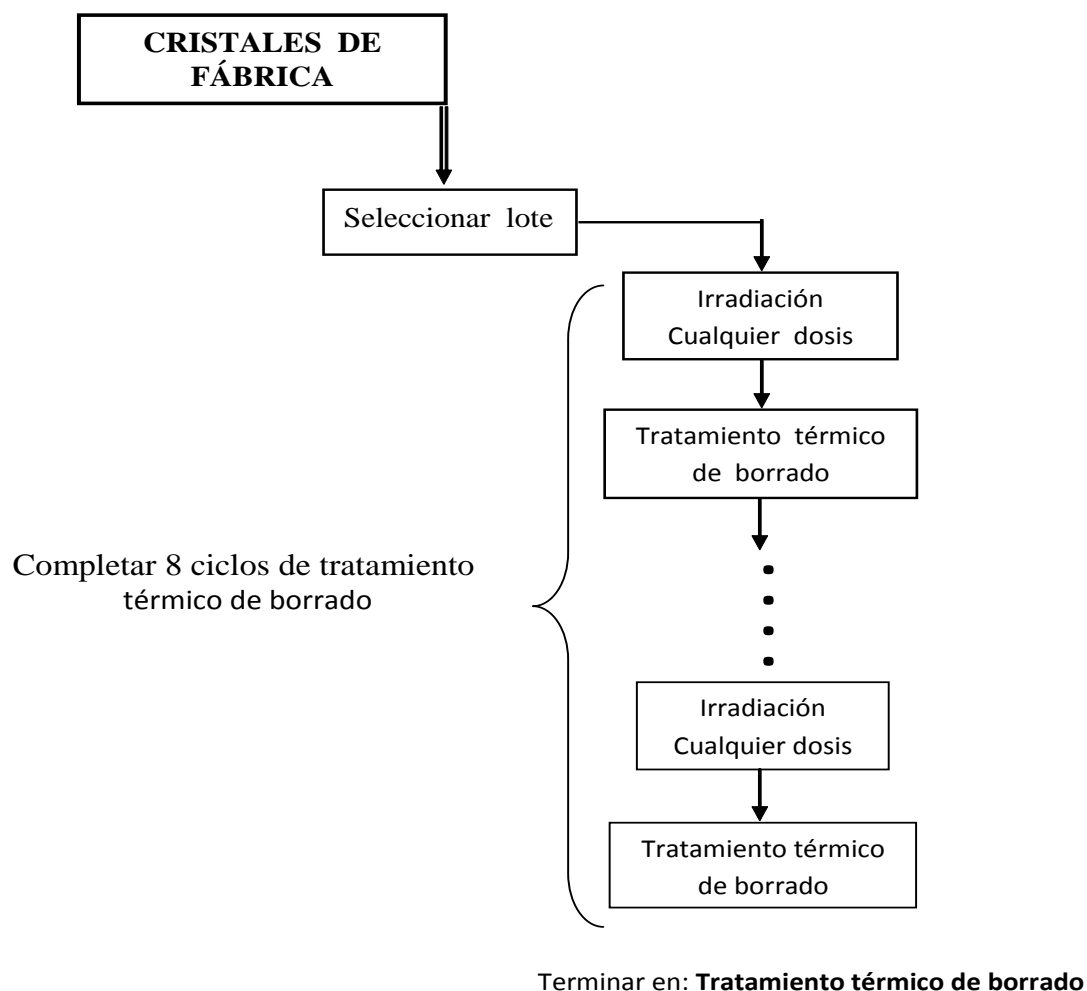 CRISTALES DE
FÁBRICA
Seleccionar lote
Irradiación
Cualquier dosis
Tratamiento térmico
de borrado
Completar 8 ciclos de tratamiento
térmico de borrado
Irradiación
Cualquier dosis
Tratamiento térmico
de borrado
Terminar en: Tratamiento térmico de borrado